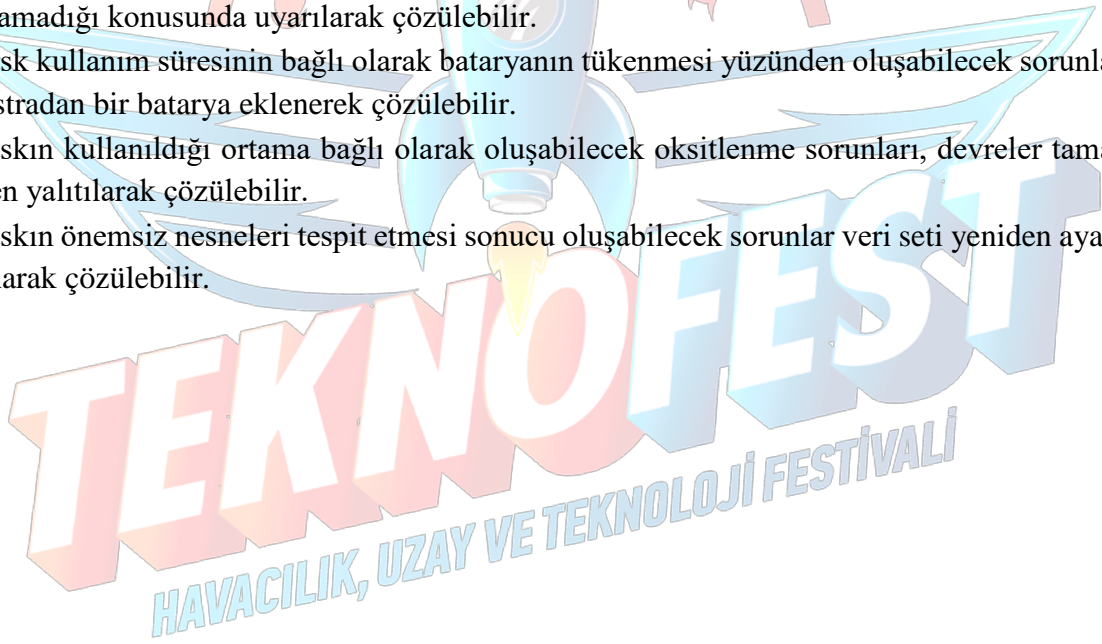 amadığı konusunda uyarılarak çözülebilir.
sk kullanım süresinin bağlı olarak bataryanın tükenmesi yüzünden oluşabilecek sorunla
stradan bir batarya eklenerek çözülebilir.
skın kullanıldığı ortama bağlı olarak oluşabilecek oksitlenme sorunları, devreler tama
en yalıtılarak çözülebilir.
skın önemsiz nesneleri tespit etmesi sonucu oluşabilecek sorunlar veri seti yeniden aya
larak çözülebilir.
TEKNOFEST
HAVACILIK, UZAY VE TEKNOLOJİ FESTİVALİ